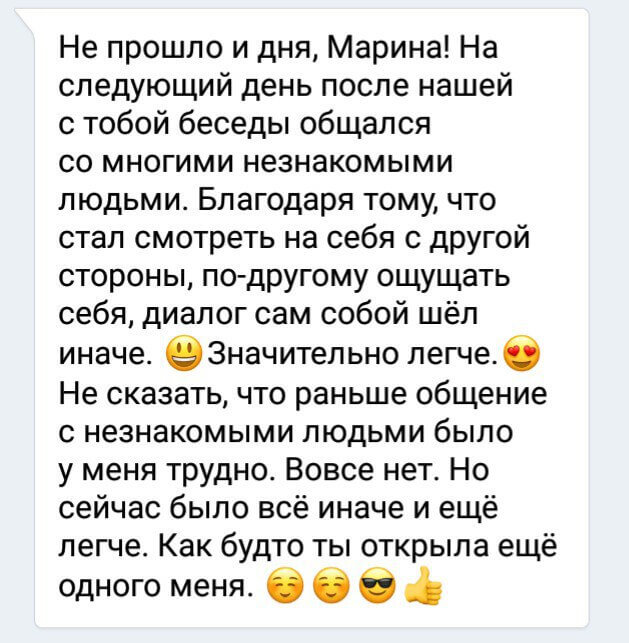 Не прошло и дня, Марина! На
следующий день после нашей
с тобой беседы общался
со многими незнакомыми
людьми. Благодаря тому, что
стал смотреть на себя с другой
стороны, по-другому ощущать
себя, диалог сам собой шёл
иначе. 😃 Значительно легче. 😍
Не сказать, что раньше общение
с незнакомыми людьми было
у меня трудно. Вовсе нет. Но
сейчас было всё иначе и ещё
легче. Как будто ты открыла ещё
одного меня. ☺️ ☺️ 😎 👍